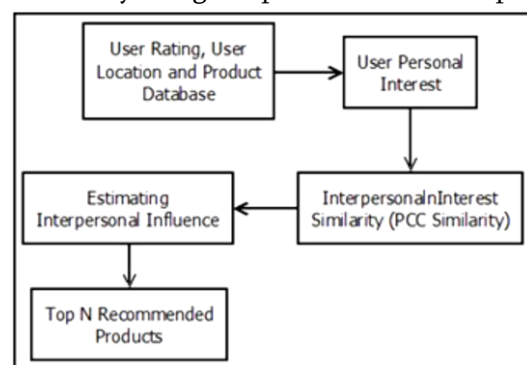 User Rating, User
Location and Product
Database
User Personal
Interest
InterpersonalnInterest
Similarity (PCC Similarity)
Estimating
Interpersonal Influence
Top N Recommended
Products